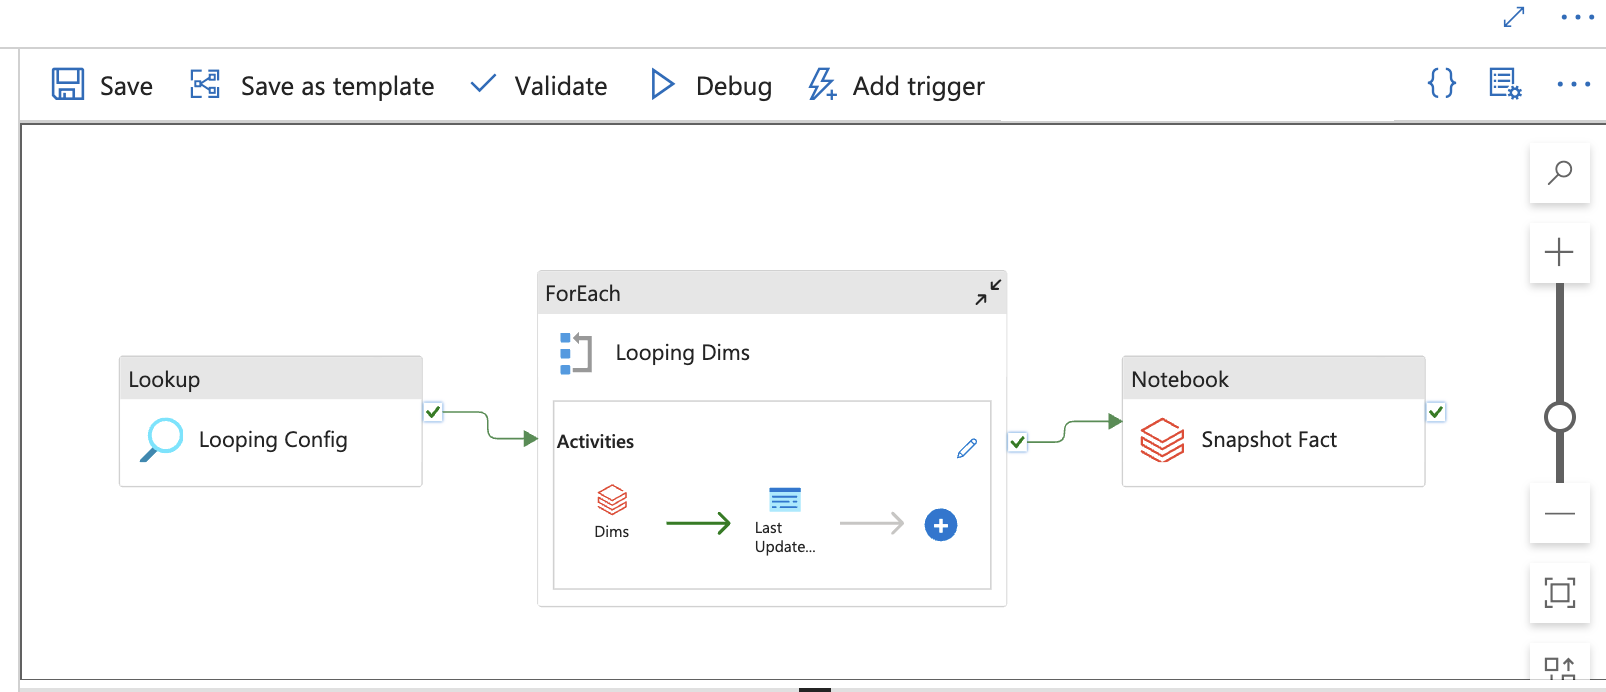 Save
Save as template
Validate
Debug
Add trigger
Lookup
Looping Config
ForEach
Looping Dims
Activities
Dims
Last
Update...
Notebook
Snapshot Fact